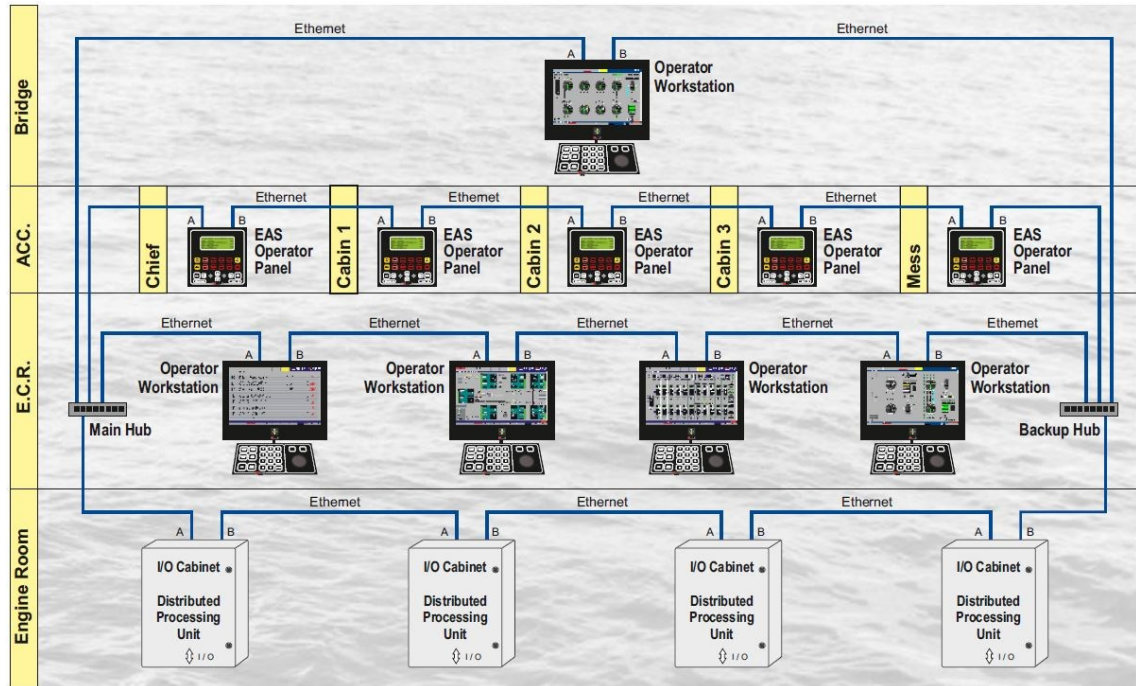 Bridge
Ethernet
Ethernet
A
B
Operator
Workstation
ACC.
Chief
Ethernet
A
B
EAS
Operator
Panel
Cabin 1
Ethernet
A
B
EAS
Operator
Panel
Cabin 2
Ethernet
A
B
EAS
Operator
Panel
Cabin 3
Ethernet
A
B
EAS
Operator
Panel
Mess
A
B
EAS
Operator
Panel
E.C.R.
Ethernet
Ethernet
Ethernet
Ethernet
Ethernet
A
B
Operator
Workstation
A
B
Operator
Workstation
A
B
Operator
Workstation
A
B
Operator
Workstation
Main Hub
Backup Hub
Engine Room
Ethernet
Ethernet
Ethernet
A
B
I/O Cabinet
Distributed
Processing
Unit
I/O
A
B
I/O Cabinet
Distributed
Processing
Unit
I/O
A
B
I/O Cabinet
Distributed
Processing
Unit
I/O
A
B
I/O Cabinet
Distributed
Processing
Unit
I/O